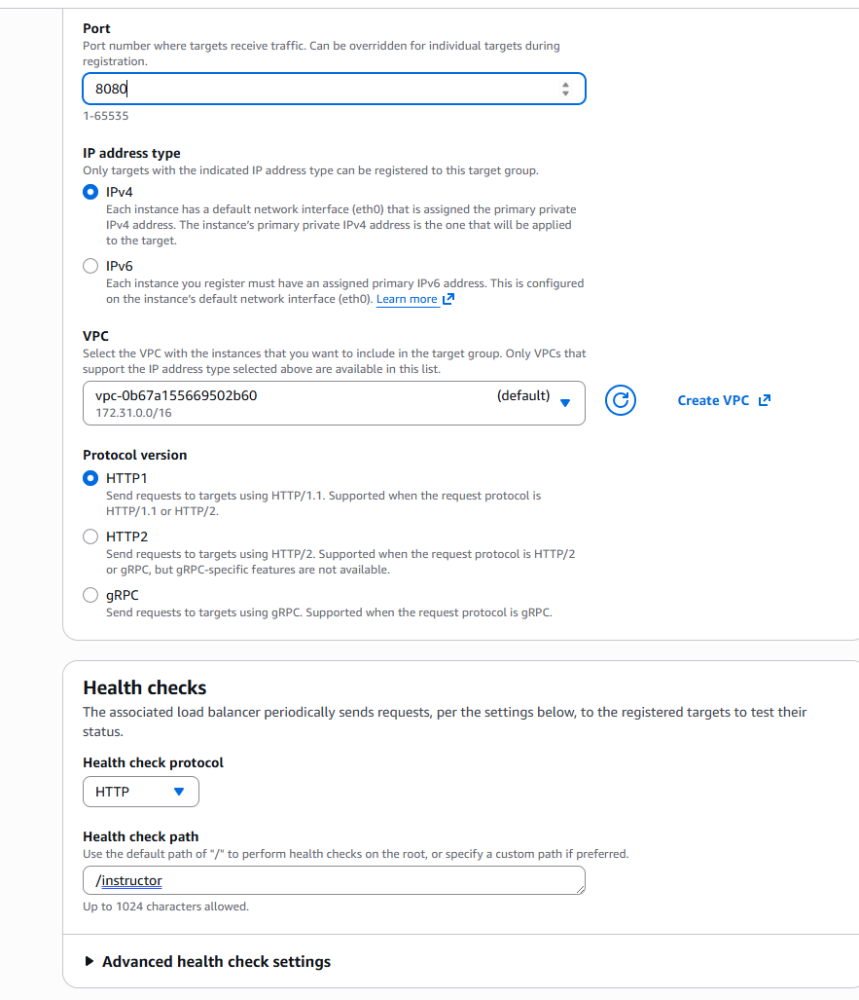 Port
Port number where targets receive traffic. Can be overridden for individual targets during
registration.
8080
1-65535
IP address type
Only targets with the indicated IP address type can be registered to this target group.
IPv4
Each instance has a default network interface (eth0) that is assigned the primary private
IPv4 address. The instance's primary private IPv4 address is the one that will be applied
to the target.
IPv6
Each instance you register must have an assigned primary IPv6 address. This is configured
on the instance's default network interface (eth0). Learn more
VPC
Select the VPC with the instances that you want to include in the target group. Only VPCs that
support the IP address type selected above are available in this list.
vpc-0b67a155669502b60 (default)
172.31.0.0/16
Create VPC
Protocol version
HTTP1
Send requests to targets using HTTP/1.1. Supported when the request protocol is
HTTP/1.1 or HTTP/2.
HTTP2
Send requests to targets using HTTP/2. Supported when the request protocol is HTTP/2
or gRPC, but gRPC-specific features are not available.
gRPC
Send requests to targets using gRPC. Supported when the request protocol is gRPC.
Health checks
The associated load balancer periodically sends requests, per the settings below, to the registered targets to test their
status.
Health check protocol
HTTP
Health check path
Use the default path of "/" to perform health checks on the root, or specify a custom path if preferred.
/instructor
Up to 1024 characters allowed.
Advanced health check settings